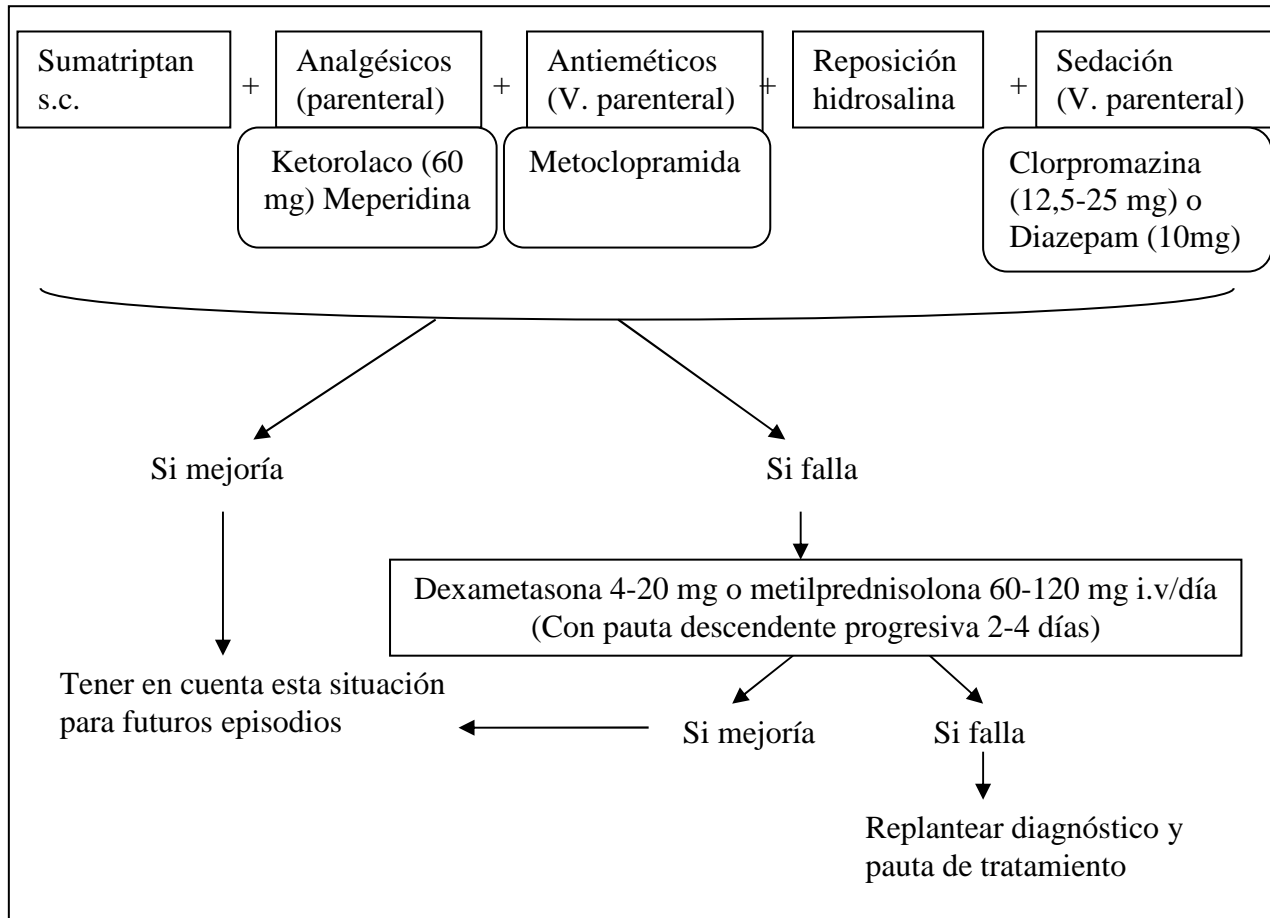 Sumatriptan
s.c.
+
Analgésicos
(parenteral)
+
Antieméticos
(V. parenteral)
+
Reposición
hidrosalina
+
Sedación
(V. parenteral)
Ketorolaco (60
mg) Meperidina
Metoclopramida
Clorpromazina
(12,5-25 mg) o
Diazepam (10mg)
Si mejoría
Si falla
Dexametasona 4-20 mg o metilprednisolona 60-120 mg i.v/día
(Con pauta descendente progresiva 2-4 días)
Tener en cuenta esta situación
para futuros episodios
Si mejoría
Si falla
Replantear diagnóstico y
pauta de tratamiento